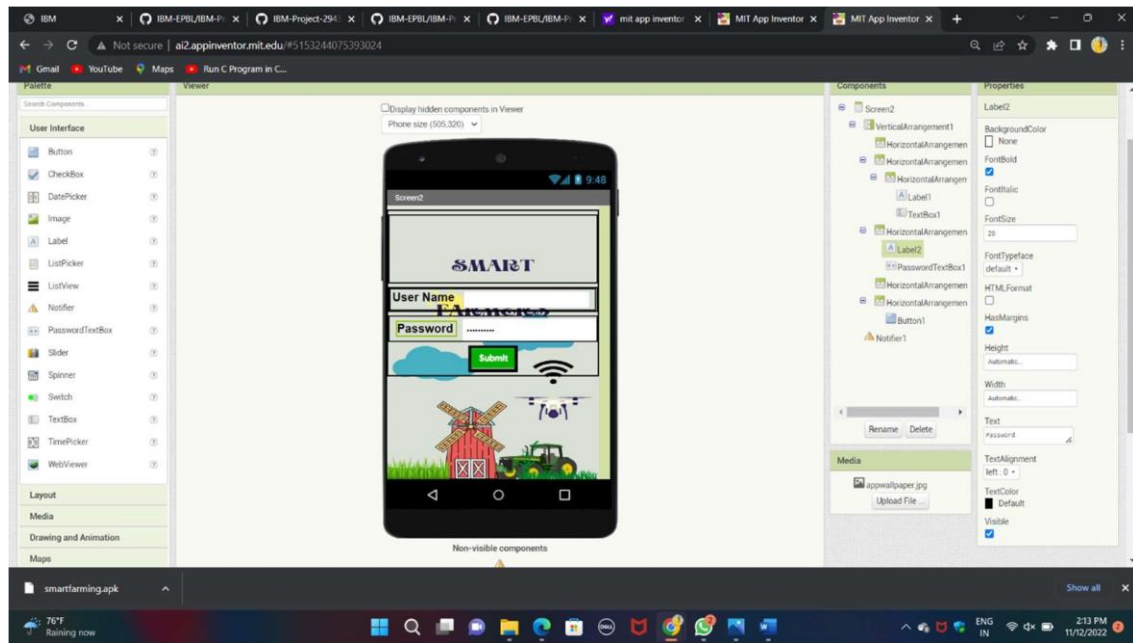 IBM
IBM-EPBL/IBM-P
IBM-Project-294
IBM-EPBL/IBM-P
IBM-EPBL/IBM-P
mit app inventor
MIT App Inventor
MIT App Inventor
Not secure | ai2.appinventor.mit.edu/#5153244075393024
Gmail YouTube Maps Run C Program in C...
Palette
Viewer
Components
Properties
Search Components...
User Interface
Button
CheckBox
DatePicker
Image
Label
ListPicker
ListView
Notifier
PasswordTextBox
Slider
Spinner
Switch
TextBox
TimePicker
WebViewer
Layout
Media
Drawing and Animation
Maps
Display hidden components in Viewer
Phone size (505,320)
9:48
Screen2
SMART
User Name
FARMERS
Password
Submit
Non-visible components
Screen2
VerticalArrangement1
HorizontalArrangemen
HorizontalArrangemen
HorizontalArrangem
Label1
TextBox1
HorizontalArrangemen
Label2
PasswordTextBox1
HorizontalArrangemen
HorizontalArrangemen
Button1
Notifier1
Rename Delete
Media
appwallpaper.jpg
Upload File ...
Label2
BackgroundColor
None
FontBold
FontItalic
FontSize
20
FontTypeface
default
HTMLFormat
HasMargins
Height
Automatic...
Width
Automatic...
Text
Password
TextAlignment
left : 0
TextColor
Default
Visible
smartfarming.apk
Show all
76°F
Raining now
DELL
ENG
IN
2:13 PM
11/12/2022